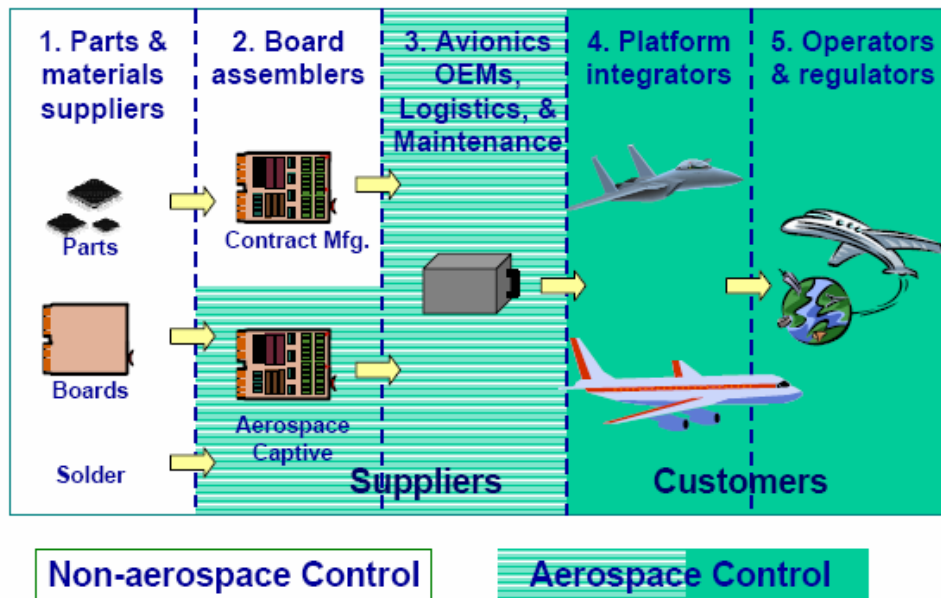 1. Parts &
materials
suppliers
2. Board
assemblers
3. Avionics
OEMs,
Logistics, &
Maintenance
4. Platform
integrators
5. Operators
& regulators
Parts
Contract Mfg.
Boards
Aerospace
Captive
Solder
Suppliers
Customers
Non-aerospace Control
Aerospace Control